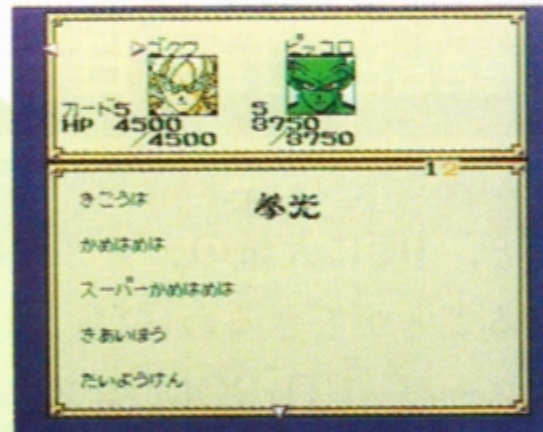 ▷ゴクウ ピッコロ
カード5 5
HP 4500 3750
/4500 /3750
1 2
きこうは 拳光
かめはめは
スーパーかめはめは
きあいほう
たいようけん